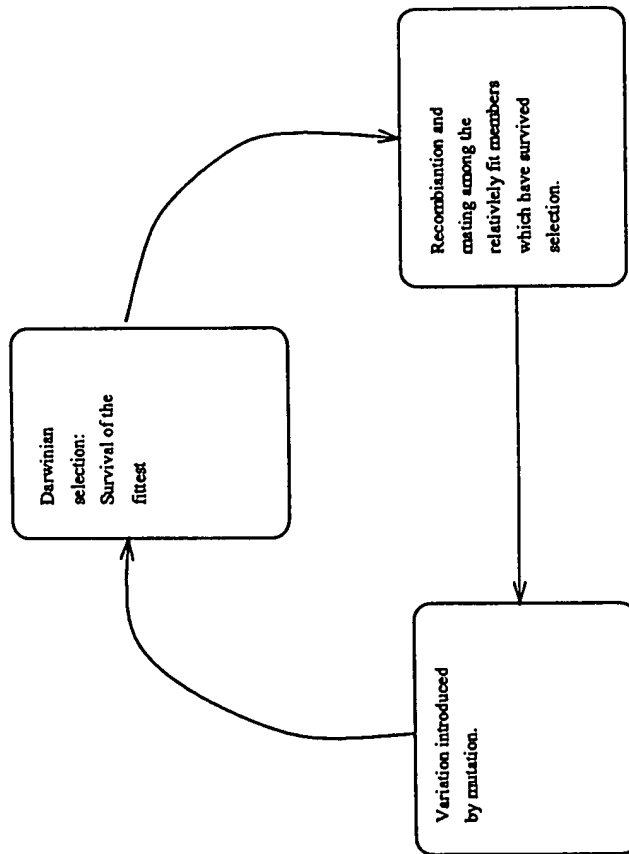 Darwinian
selection:
Survival of the
fittest
Recombiantion and
mating among the
relativlely fit members
which have survived
selection.
Variation introduced
by mutation.